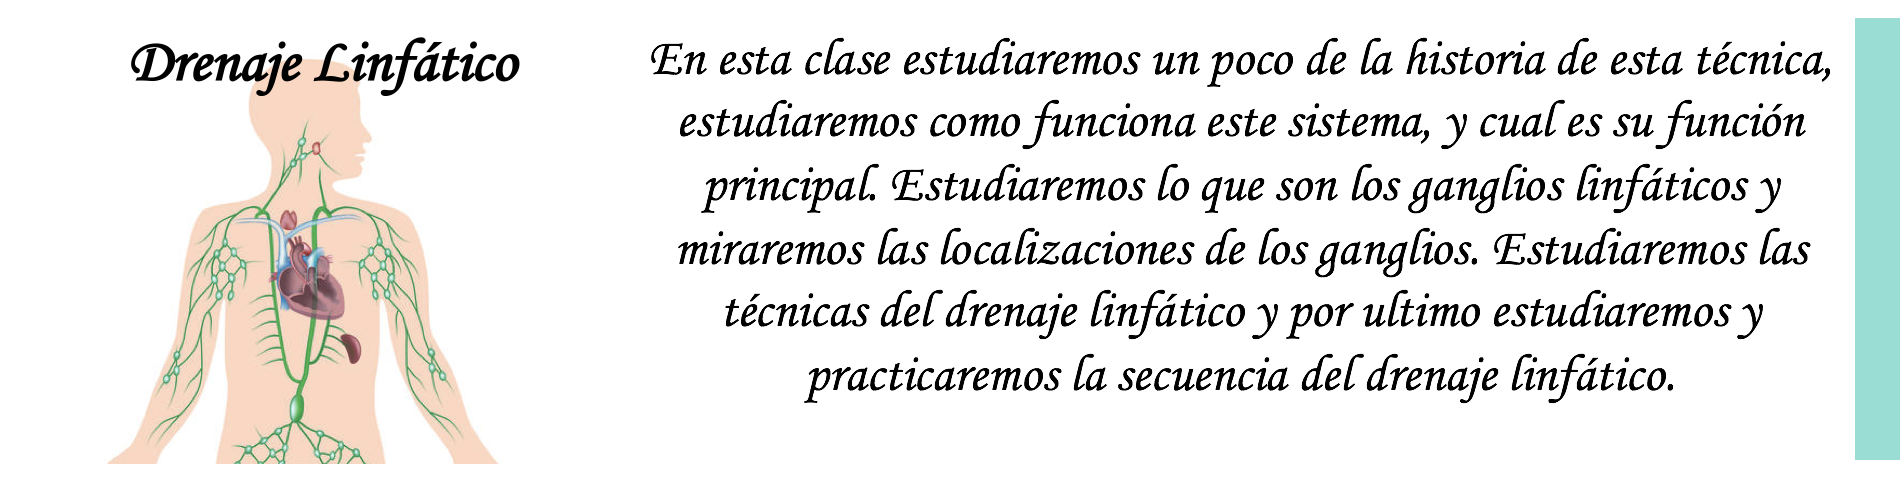 Drenaje Linfático
En esta clase estudiaremos un poco de la historia de esta técnica,
estudiaremos como funciona este sistema, y cual es su función
principal. Estudiaremos lo que son los ganglios linfáticos y
miraremos las localizaciones de los ganglios. Estudiaremos las
técnicas del drenaje linfático y por ultimo estudiaremos y
practicaremos la secuencia del drenaje linfático.